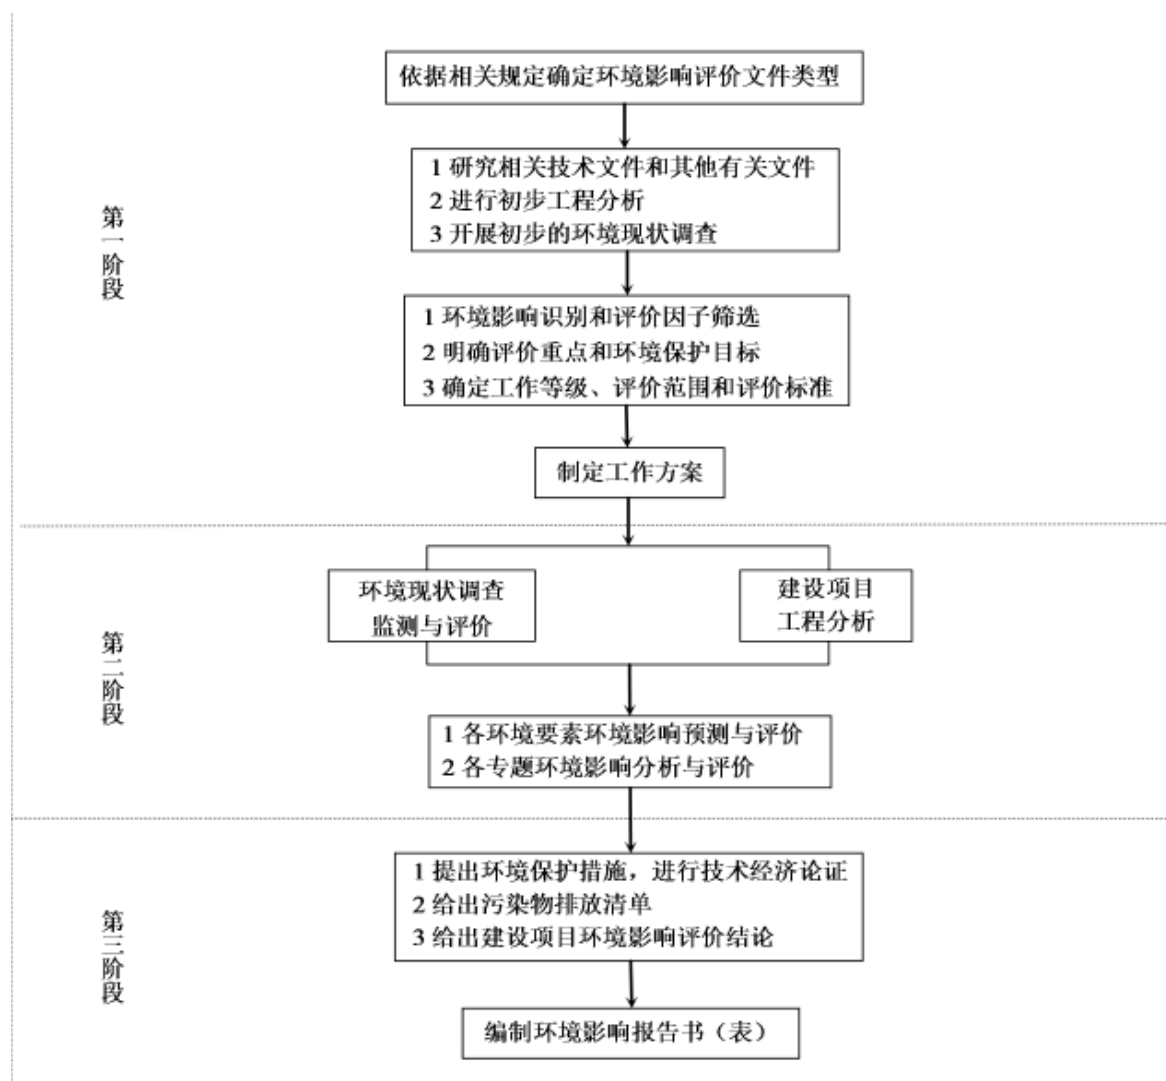 依据相关规定确定环境影响评价文件类型
1 研究相关技术文件和其他有关文件
2 进行初步工程分析
3 开展初步的环境现状调查
第一阶段
1 环境影响识别和评价因子筛选
2 明确评价重点和环境保护目标
3 确定工作等级、评价范围和评价标准
制定工作方案
环境现状调查
监测与评价
建设项目
工程分析
第二阶段
1 各环境要素环境影响预测与评价
2 各专题环境影响分析与评价
1 提出环境保护措施，进行技术经济论证
2 给出污染物排放清单
3 给出建设项目环境影响评价结论
第三阶段
编制环境影响报告书（表）